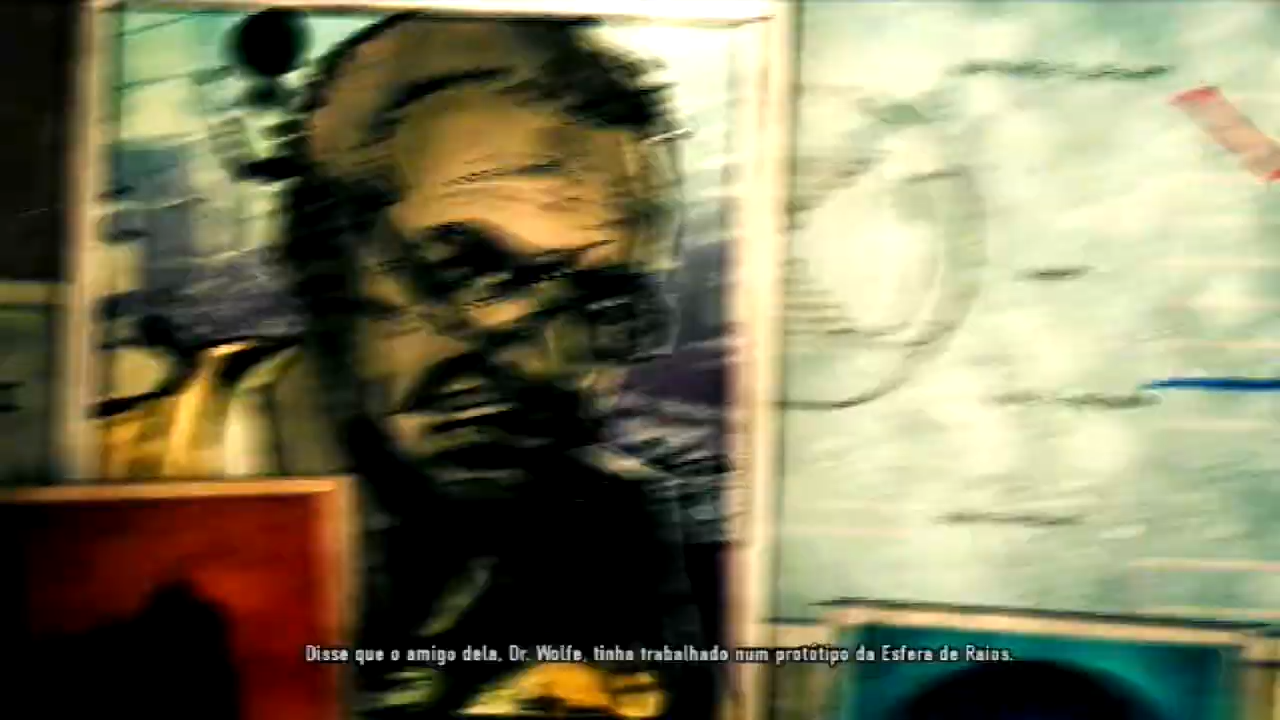 Disse que o amigo dela, Dr. Wolfe, tinha trabalhado num protótipo da Esfera de Raios.